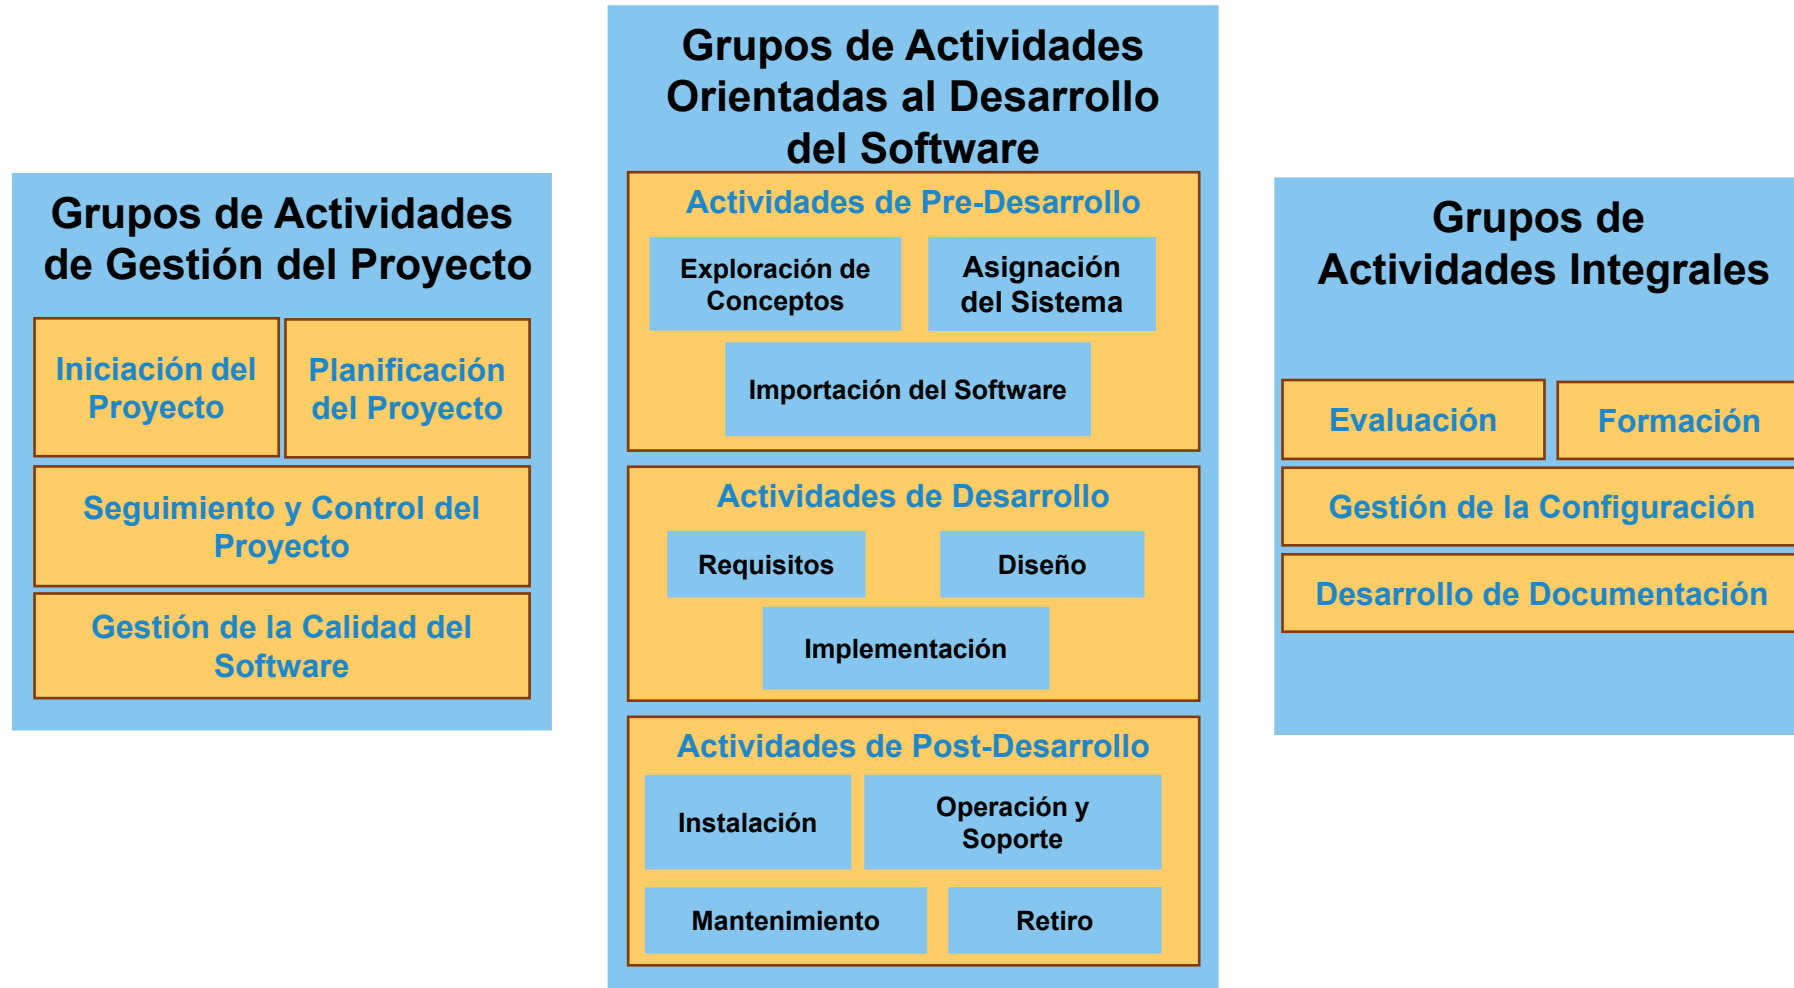 Grupos de Actividades
de Gestión del Proyecto
Iniciación del
Proyecto
Planificación
del Proyecto
Seguimiento y Control del
Proyecto
Gestión de la Calidad del
Software
Grupos de Actividades
Orientadas al Desarrollo
del Software
Actividades de Pre-Desarrollo
Exploración de
Conceptos
Asignación
del Sistema
Importación del Software
Actividades de Desarrollo
Requisitos
Diseño
Implementación
Actividades de Post-Desarrollo
Instalación
Operación y
Soporte
Mantenimiento
Retiro
Grupos de
Actividades Integrales
Evaluación
Formación
Gestión de la Configuración
Desarrollo de Documentación